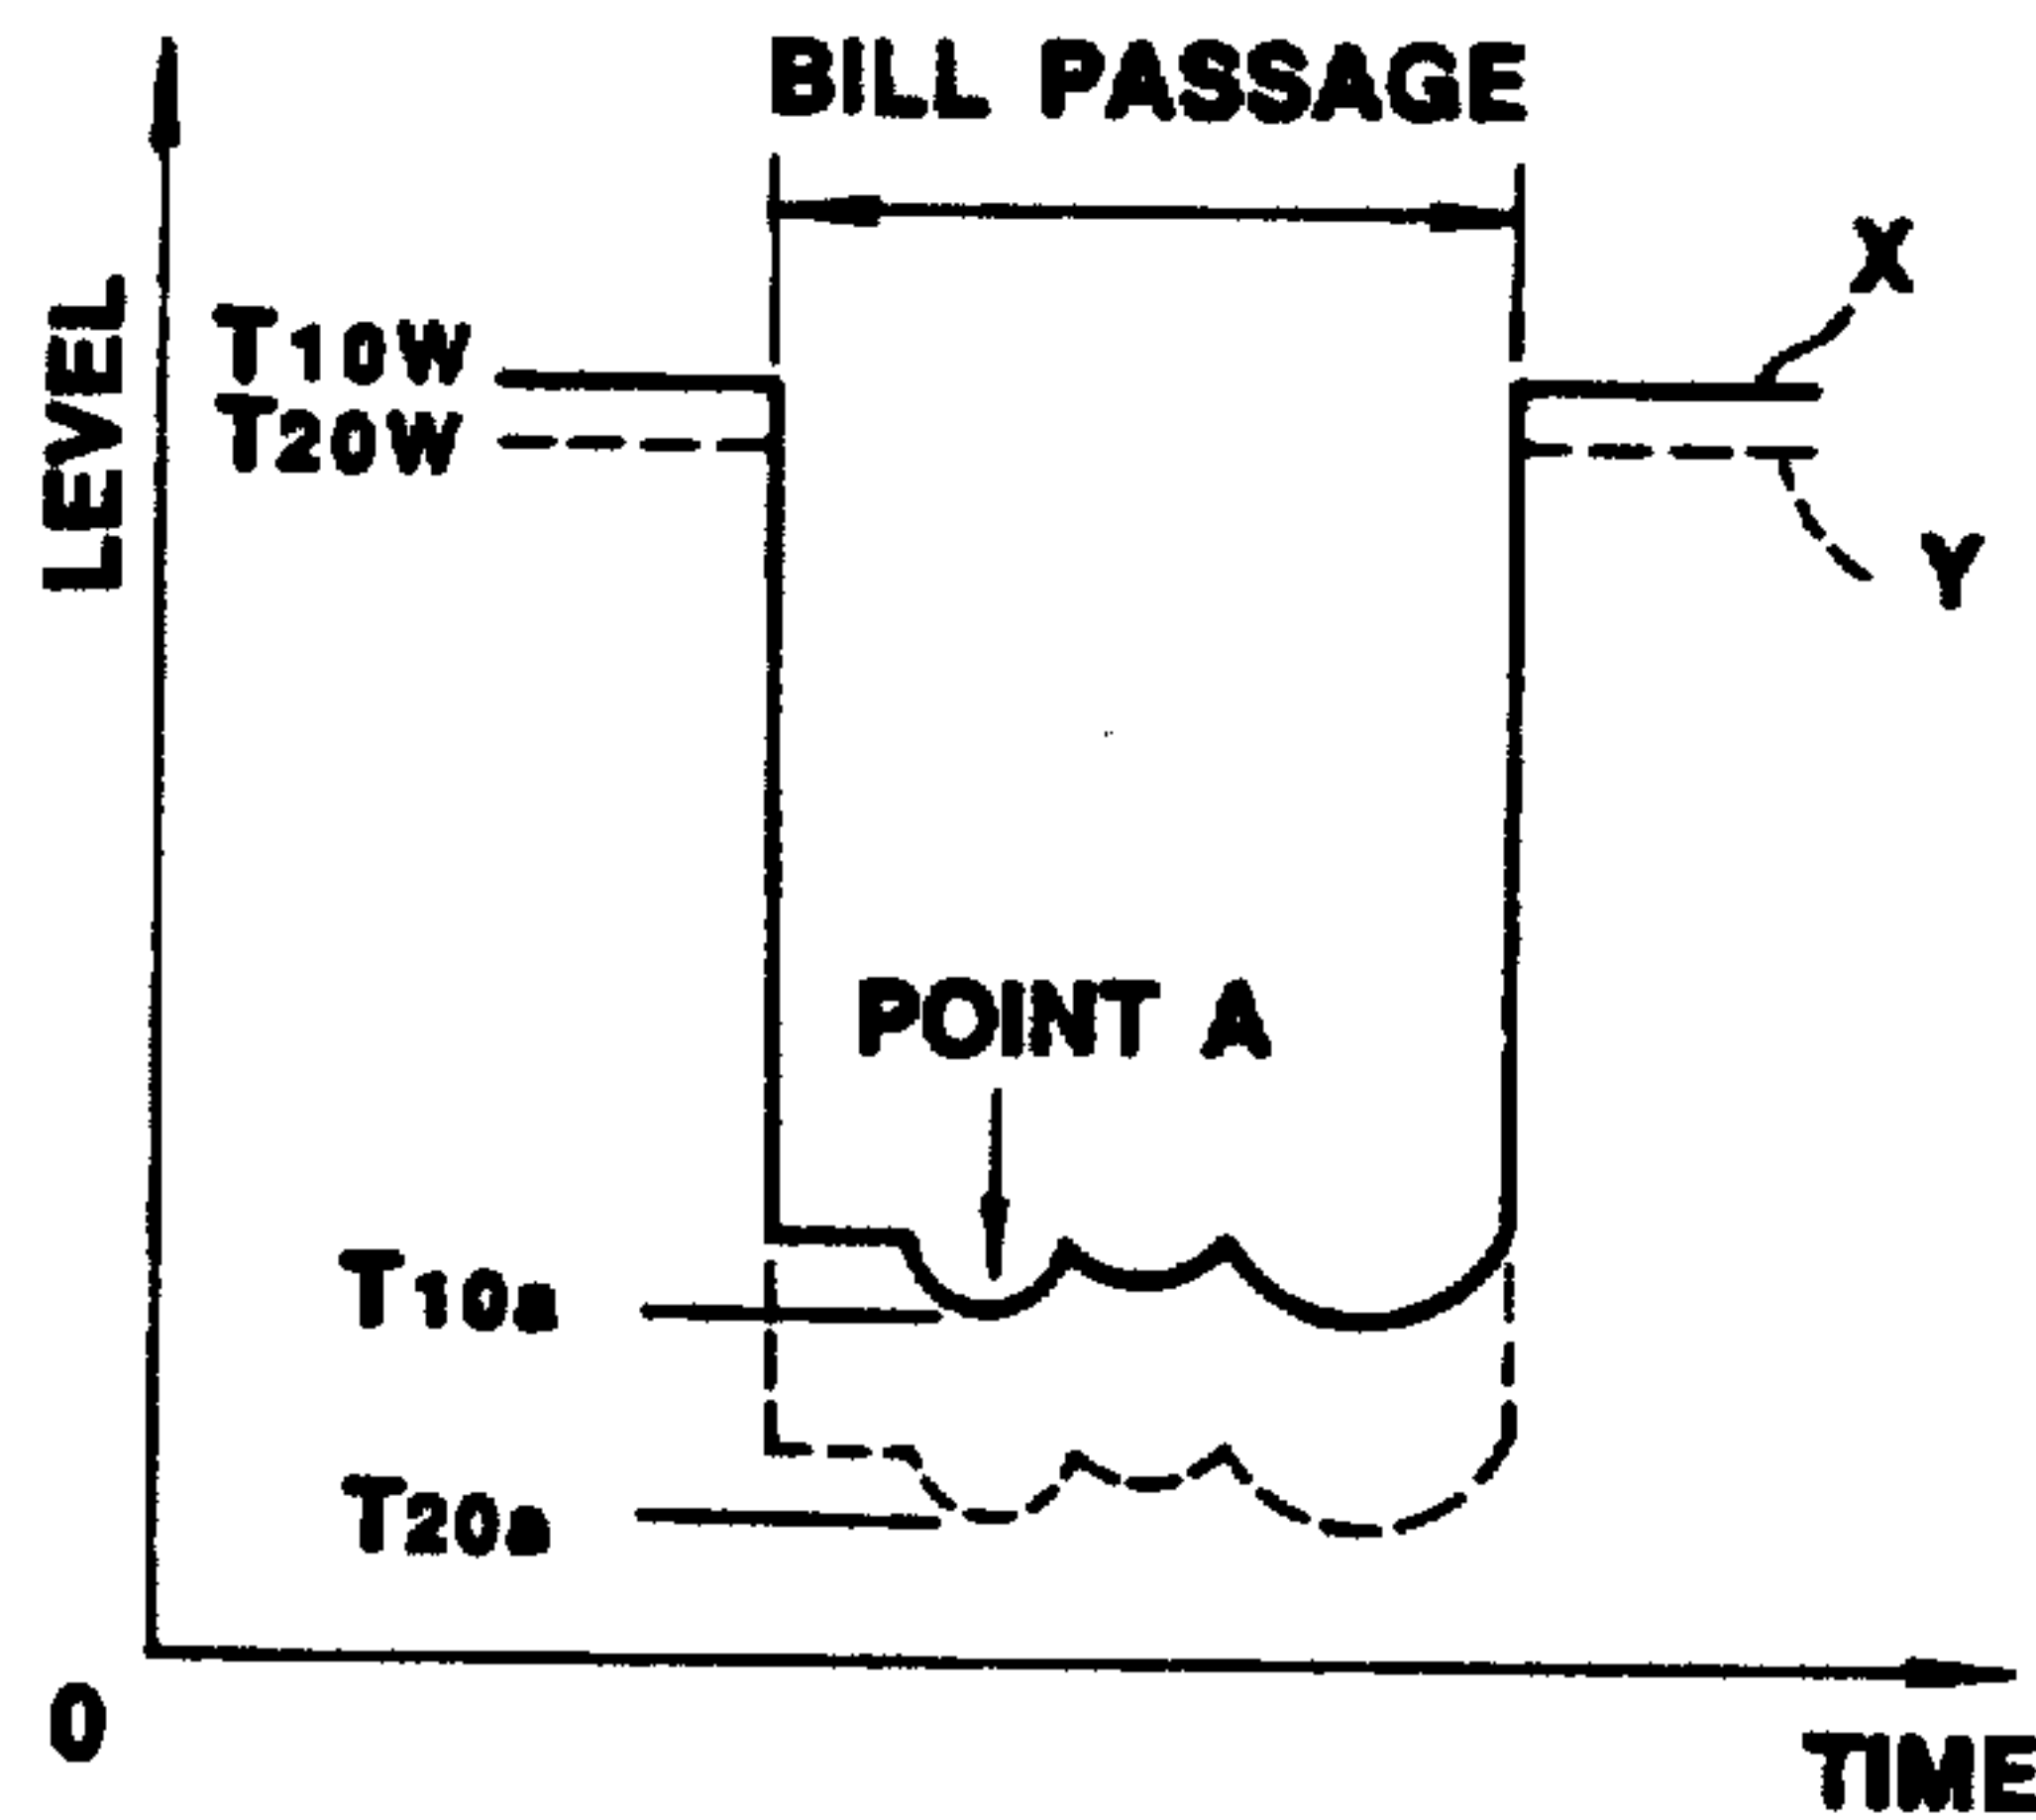 BILL PASSAGE
X
LEVEL
T10W
T20W
Y
POINT A
T10a
T20a
0
TIME